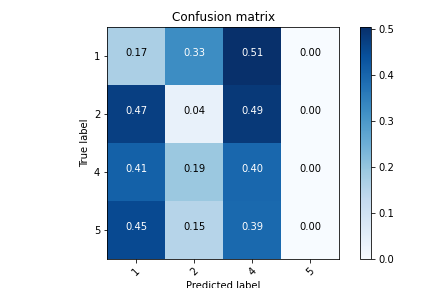 Confusion matrix
0.5
1 0.17 0.33 0.51 0.00
0.4
2 0.47 0.04 0.49 0.00
0.3
True label
0.2
4 0.41 0.19 0.40 0.00
0.1
5 0.45 0.15 0.39 0.00
0.0
1 2 4 5
Predicted label